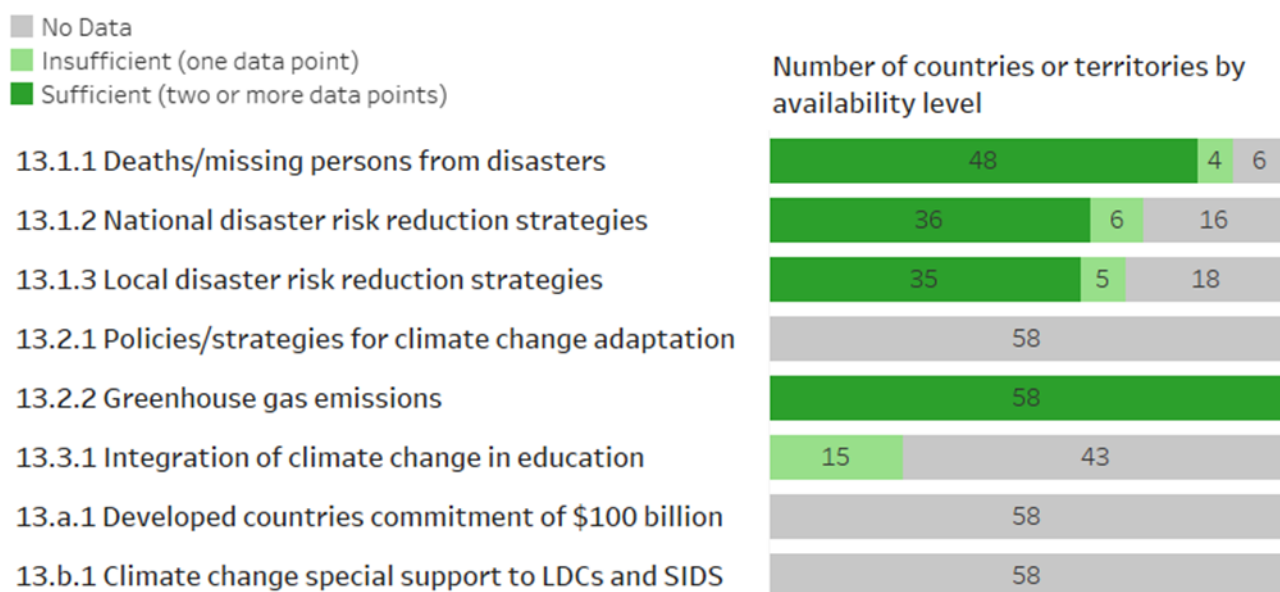 No Data
Insufficient (one data point)
Sufficient (two or more data points)
Number of countries or territories by
availability level
13.1.1 Deaths/missing persons from disasters 48 4 6
13.1.2 National disaster risk reduction strategies 36 6 16
13.1.3 Local disaster risk reduction strategies 35 5 18
13.2.1 Policies/strategies for climate change adaptation 58
13.2.2 Greenhouse gas emissions 58
13.3.1 Integration of climate change in education 15 43
13.a.1 Developed countries commitment of $100 billion 58
13.b.1 Climate change special support to LDCs and SIDS 58